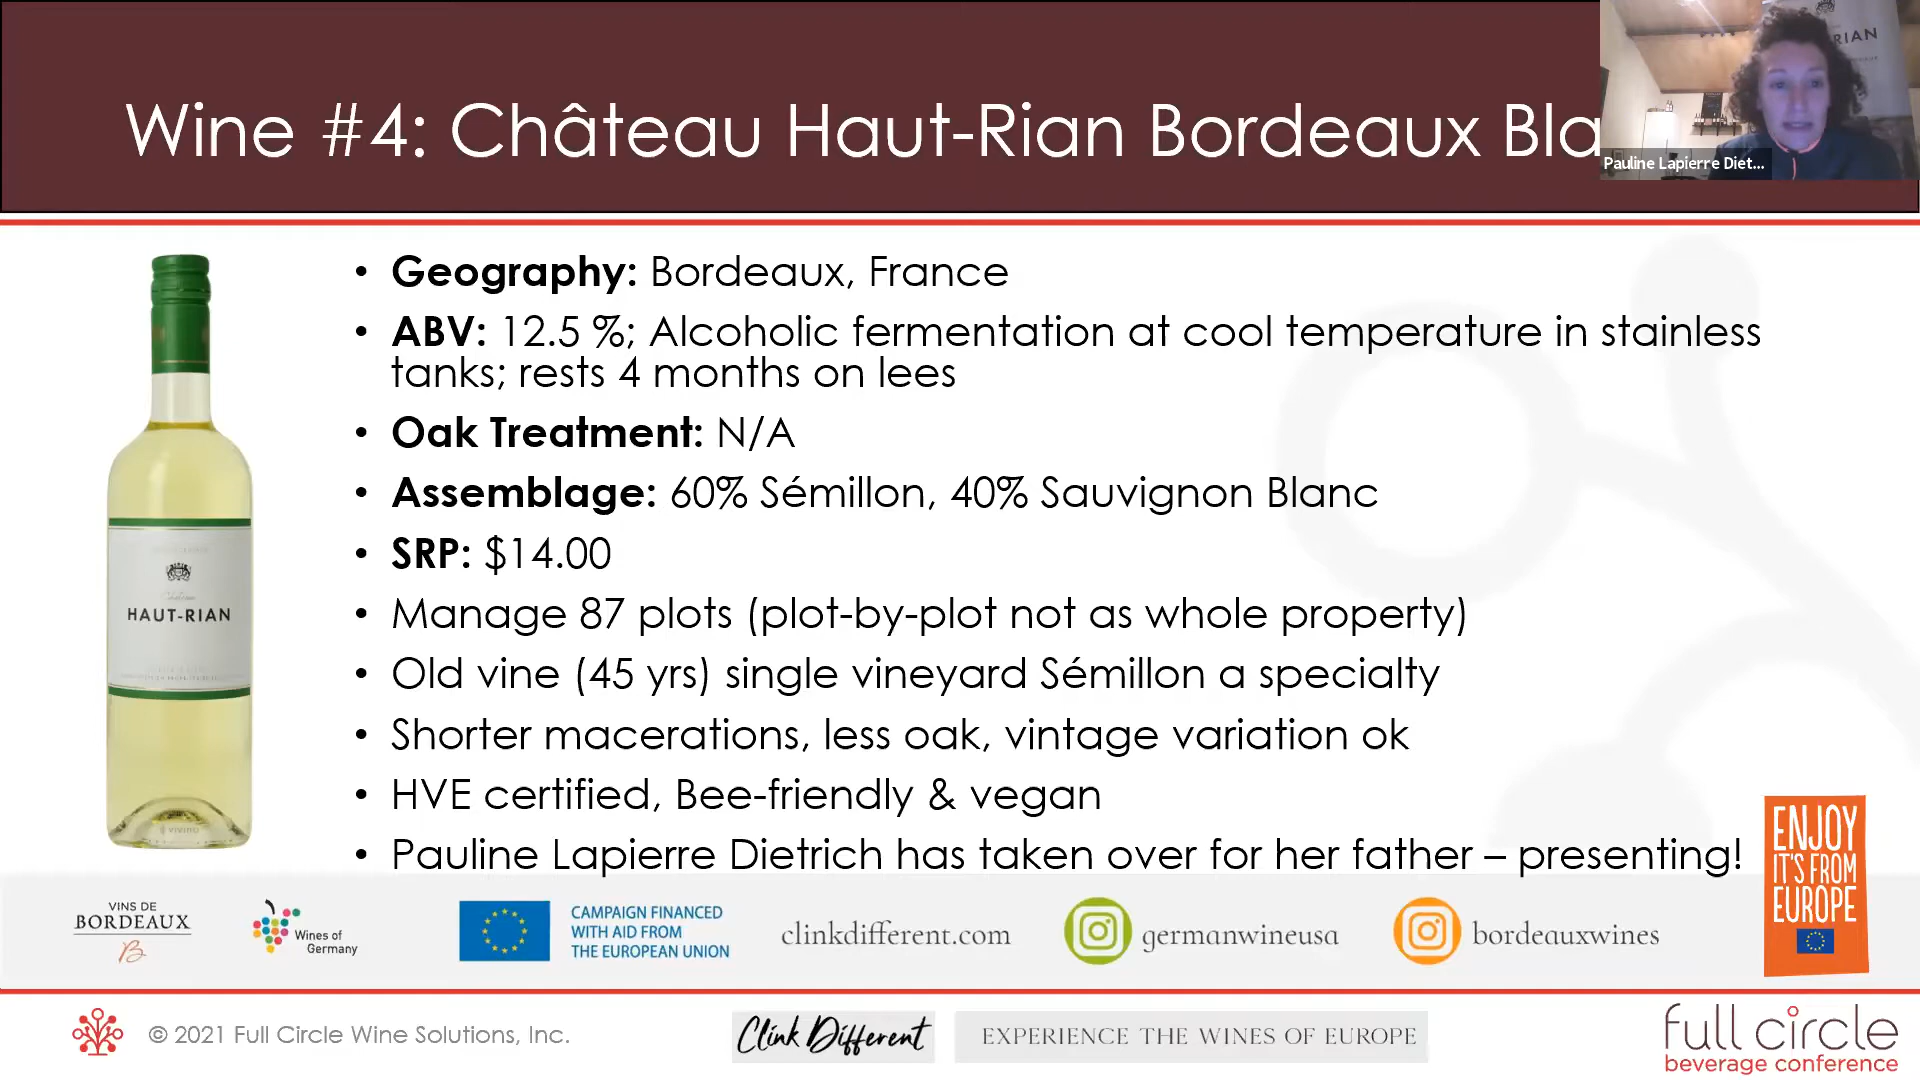 Wine #4: Château Haut-Rian Bordeaux Bla
RIAN
Pauline Lapierre Diet...
• Geography: Bordeaux, France
• ABV: 12.5 %; Alcoholic fermentation at cool temperature in stainless
tanks; rests 4 months on lees
• Oak Treatment: N/A
• Assemblage: 60% Sémillon, 40% Sauvignon Blanc
• SRP: $14.00
• Manage 87 plots (plot-by-plot not as whole property)
• Old vine (45 yrs) single vineyard Sémillon a specialty
• Shorter macerations, less oak, vintage variation ok
• HVE certified, Bee-friendly & vegan
• Pauline Lapierre Dietrich has taken over for her father – presenting!
Château
HAUT-RIAN
VIVINO
ENJOY
IT'S FROM
EUROPE
VINS DE
BORDEAUX
B
Wines of
Germany
CAMPAIGN FINANCED
WITH AID FROM
THE EUROPEAN UNION
clinkdifferent.com
germanwineusa
bordeauxwines
© 2021 Full Circle Wine Solutions, Inc.
Clink Different
EXPERIENCE THE WINES OF EUROPE
full circle
beverage conference